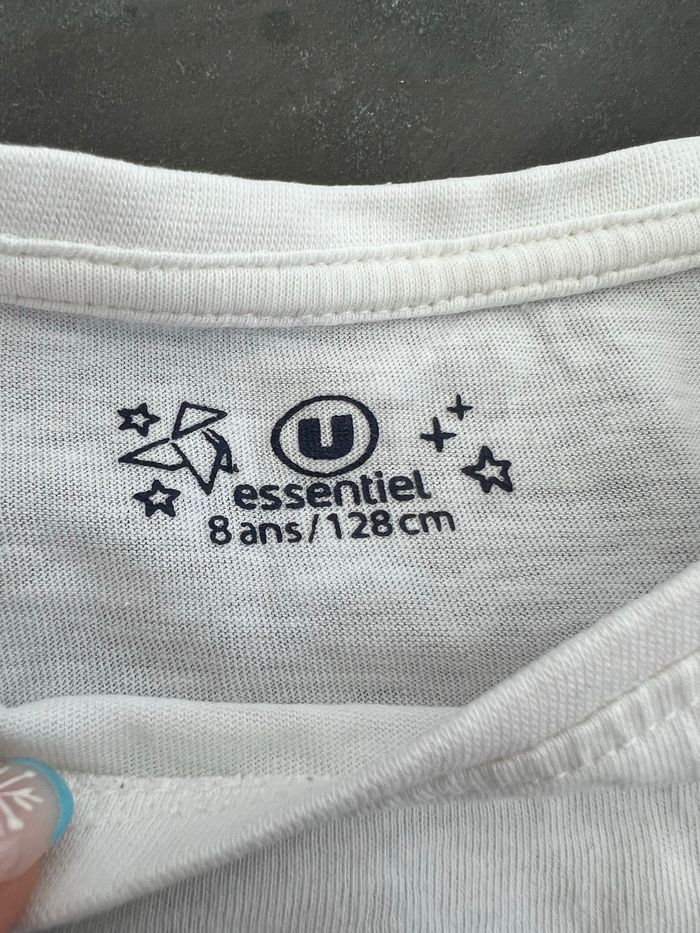 U
essentiel
8 ans/128 cm